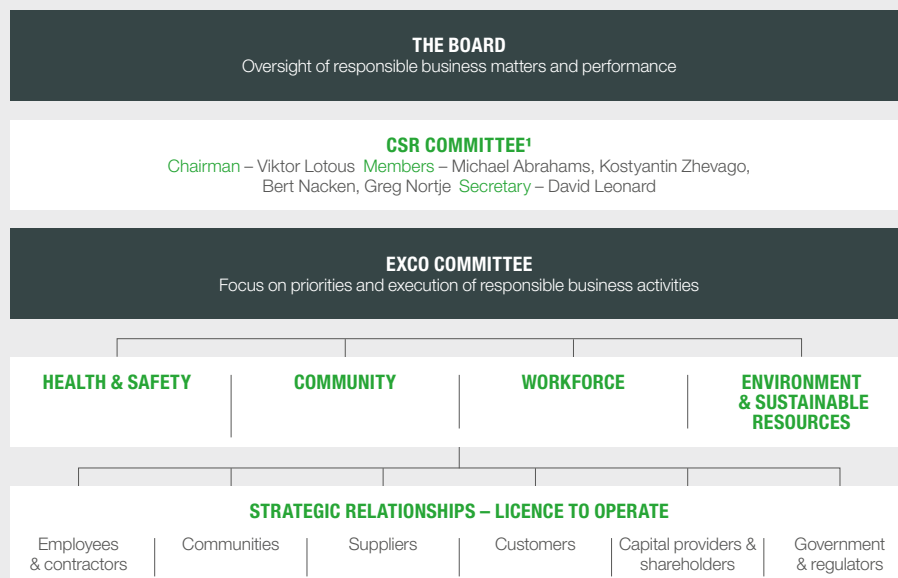 THE BOARD
Oversight of responsible business matters and performance
CSR COMMITTEE¹
Chairman – Viktor Lotous Members – Michael Abrahams, Kostyantin Zhevago,
Bert Nacken, Greg Nortje Secretary – David Leonard
EXCO COMMITTEE
Focus on priorities and execution of responsible business activities
HEALTH & SAFETY
COMMUNITY
WORKFORCE
ENVIRONMENT
& SUSTAINABLE
RESOURCES
STRATEGIC RELATIONSHIPS – LICENCE TO OPERATE
Employees
& contractors
Communities
Suppliers
Customers
Capital providers &
shareholders
Government
& regulators